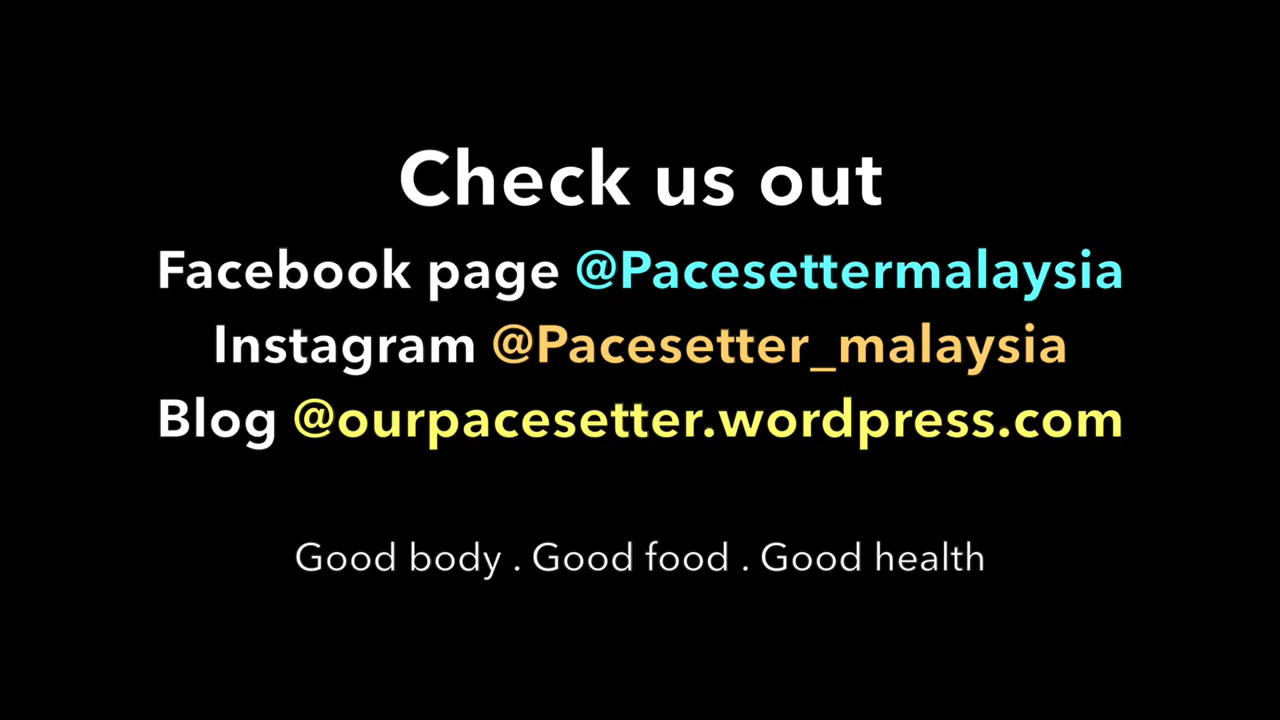 Check us out
Facebook page @Pacesettermalaysia
Instagram @Pacesetter_malaysia
Blog @ourpacesetter.wordpress.com
Good body . Good food . Good health